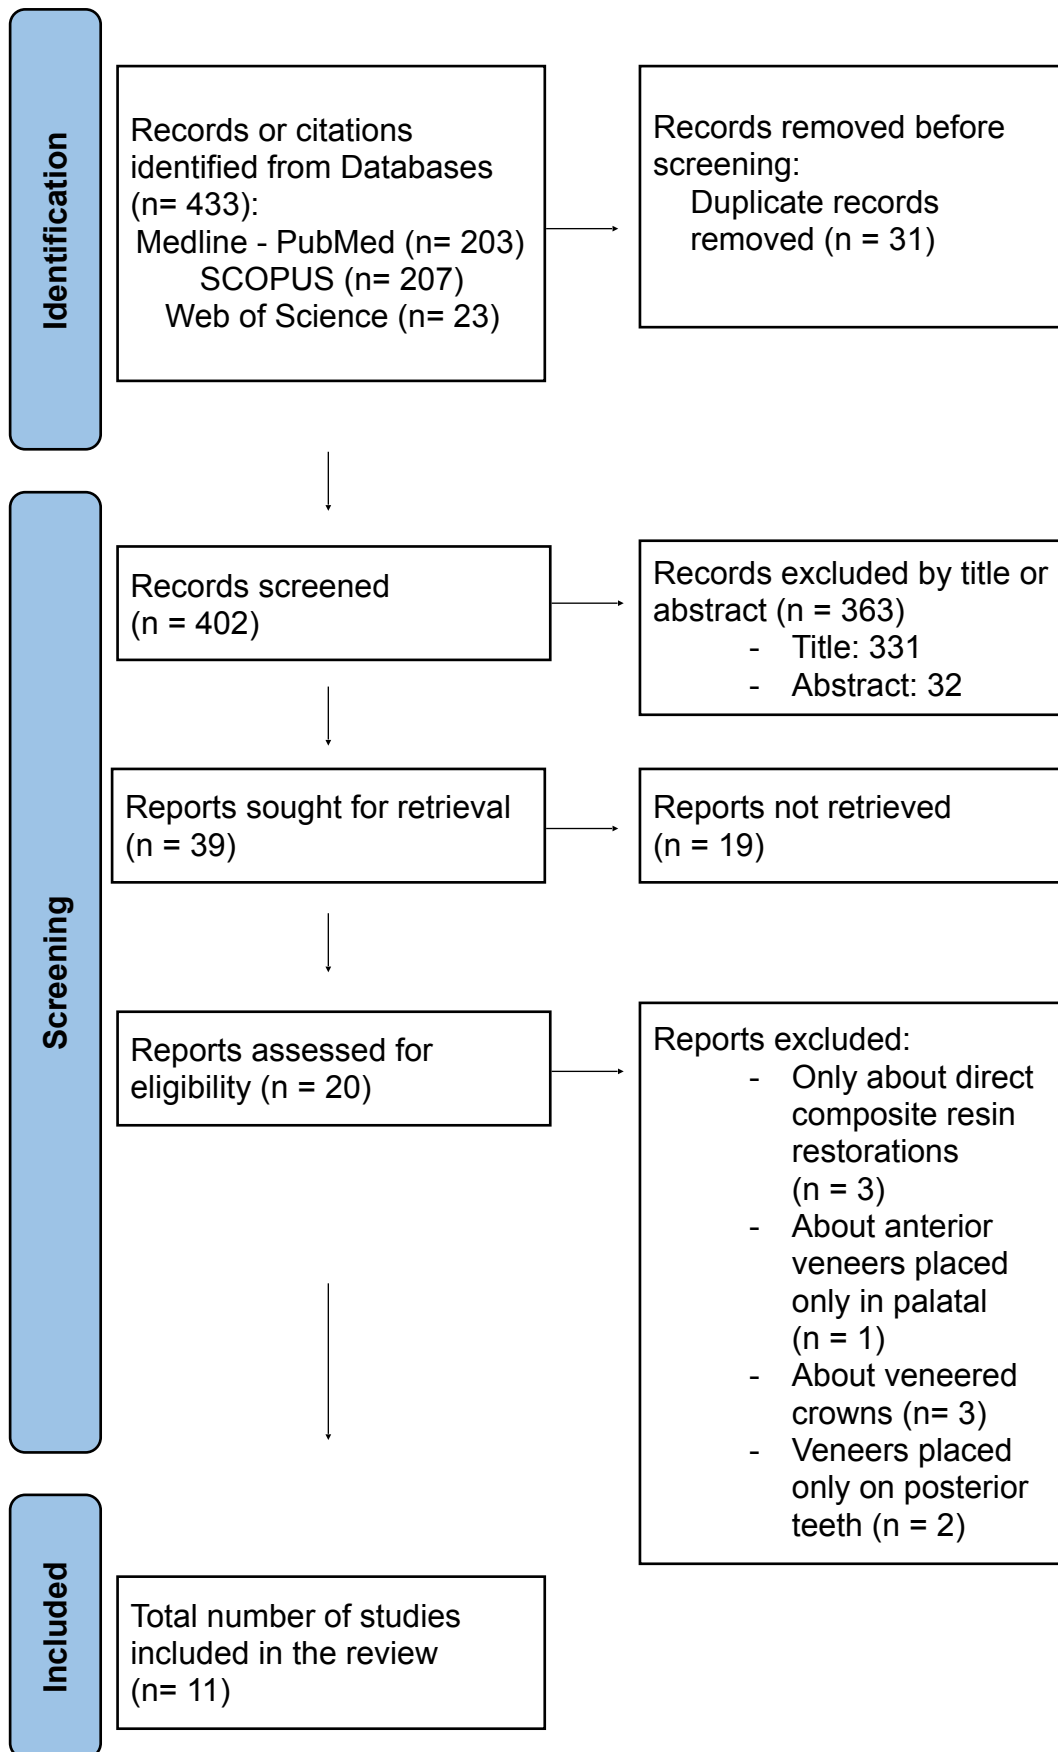 Identification
Records or citations
identified from Databases
(n= 433):
Medline - PubMed (n= 203)
SCOPUS (n= 207)
Web of Science (n= 23)
Records removed before
screening:
Duplicate records
removed (n = 31)
Screening
Records screened
(n = 402)
Records excluded by title or
abstract (n = 363)
- Title: 331
- Abstract: 32
Reports sought for retrieval
(n = 39)
Reports not retrieved
(n = 19)
Reports assessed for
eligibility (n = 20)
Reports excluded:
- Only about direct
composite resin
restorations
(n = 3)
- About anterior
veneers placed
only in palatal
(n = 1)
- About veneered
crowns (n= 3)
- Veneers placed
only on posterior
teeth (n = 2)
Included
Total number of studies
included in the review
(n= 11)